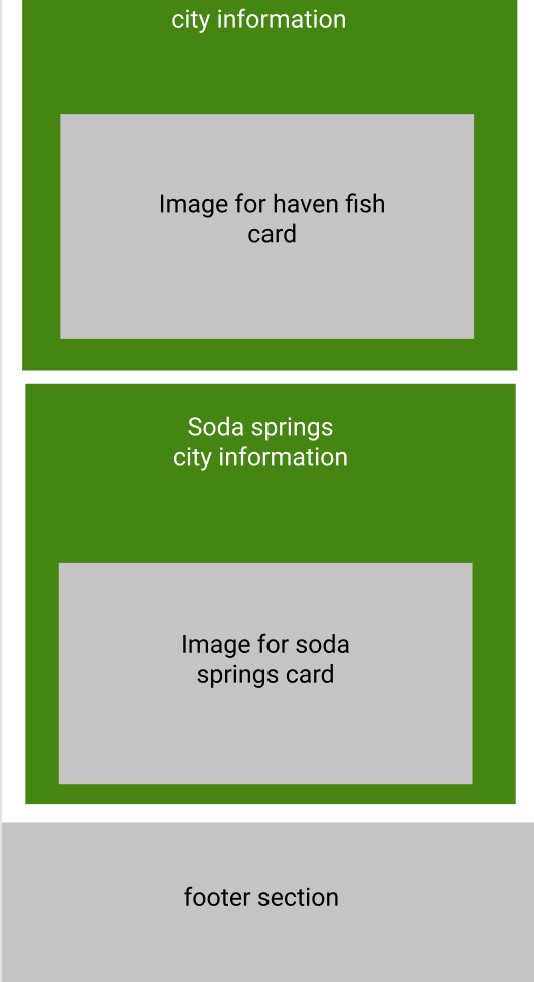 city information
Image for haven fish
card
Soda springs
city information
Image for soda
springs card
footer section